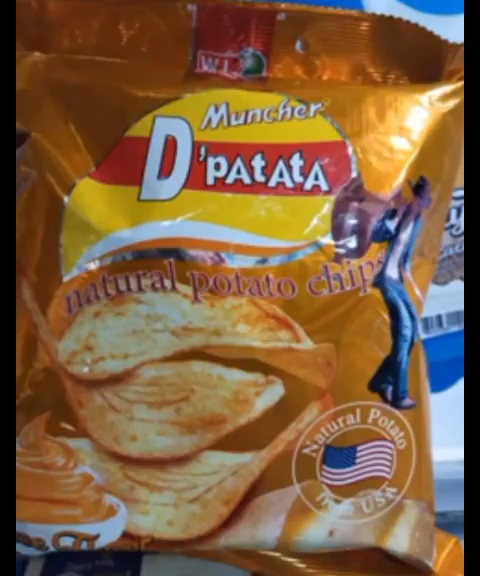 W.L.
Muncher
D'PATATA
natural potato chips
Natural Potato
USA